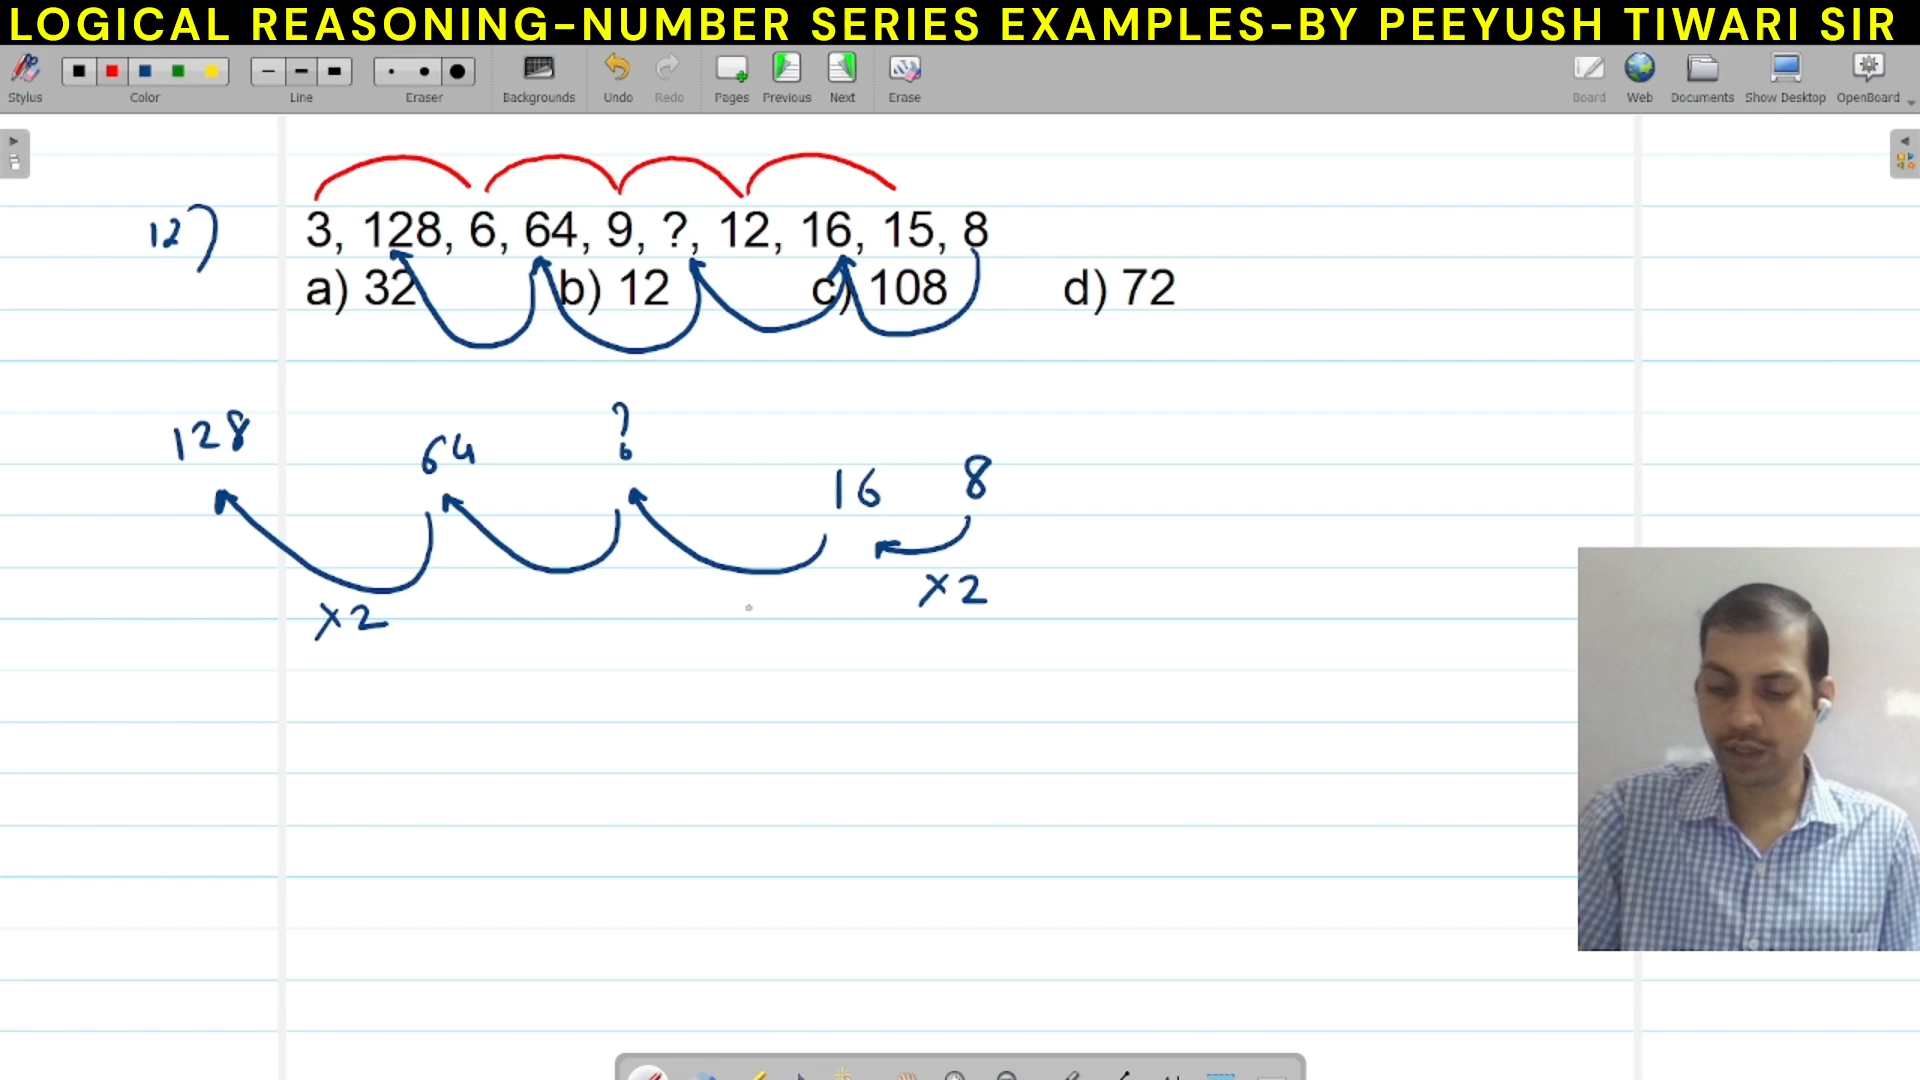 LOGICAL REASONING-NUMBER SERIES EXAMPLES-BY PEEYUSH TIWARI SIR
Stylus Color Line Eraser Backgrounds Undo Redo Pages Previous Next Erase Board Web Documents Show Desktop OpenBoard
12) 3, 128, 6, 64, 9, ?, 12, 16, 15, 8
a) 32 b) 12 c) 108 d) 72
128 64 ? 16 8
×2 ×2